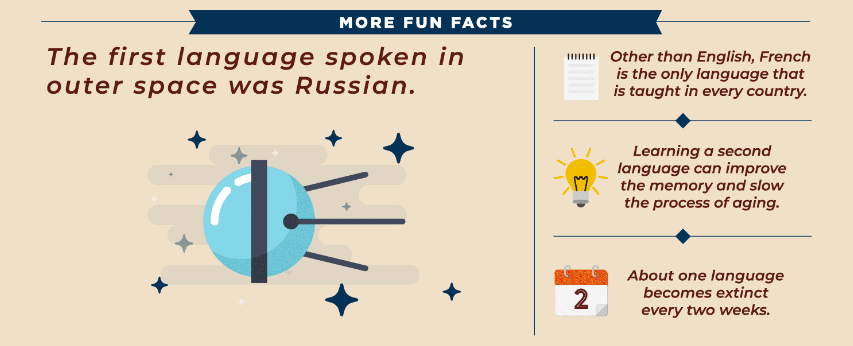 MORE FUN FACTS
The first language spoken in
outer space was Russian.
Other than English, French
is the only language that
is taught in every country.
Learning a second
language can improve
the memory and slow
the process of aging.
2
About one language
becomes extinct
every two weeks.